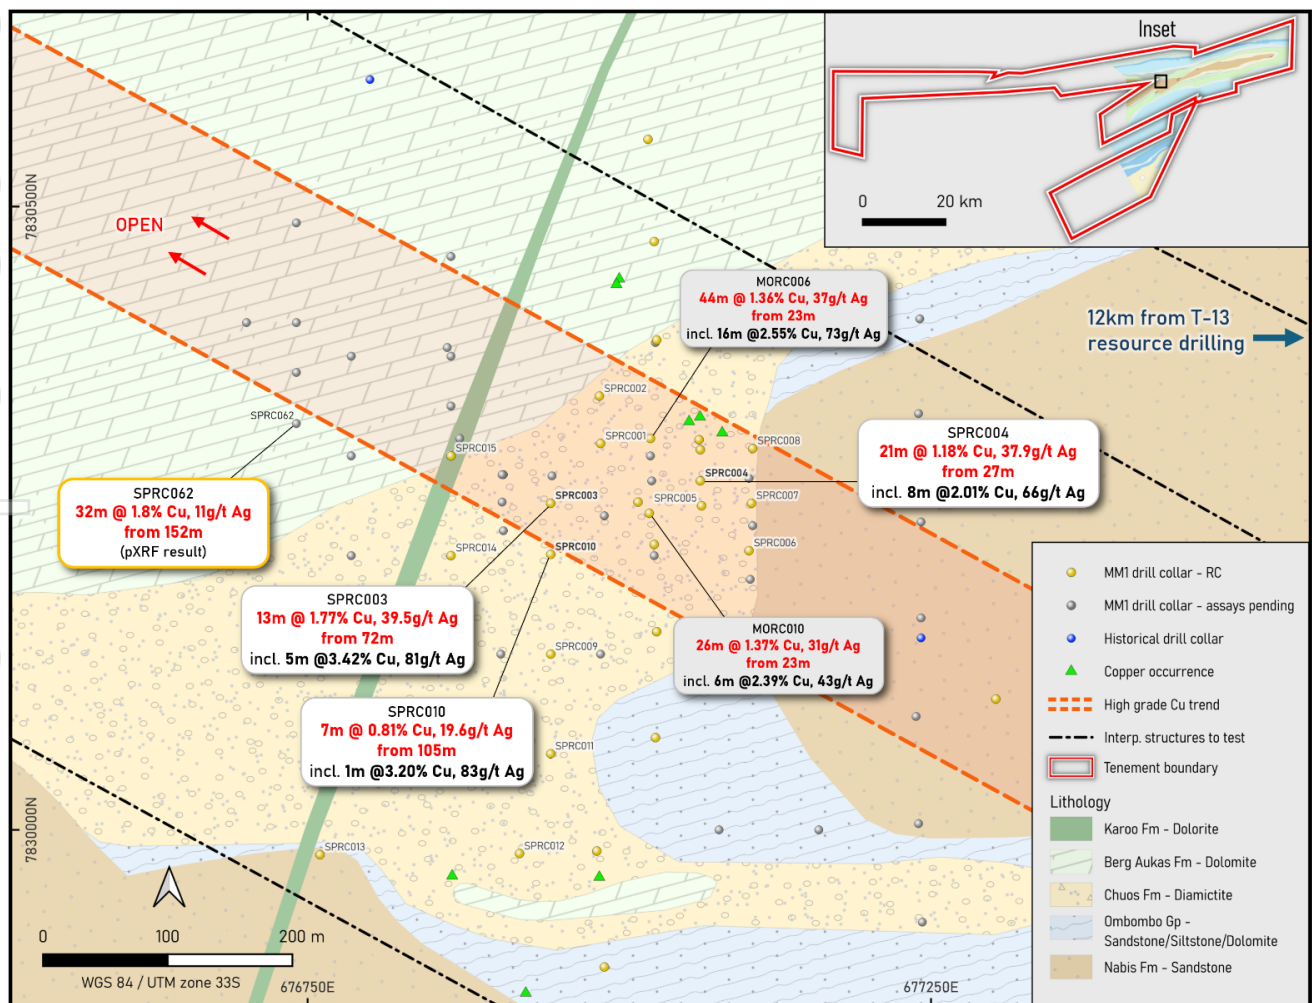 Inset
0
20 km
7830500N
OPEN
MORC006
44m @ 1.36% Cu, 37g/t Ag
from 23m
incl. 16m @2.55% Cu, 73g/t Ag
12km from T-13
resource drilling
SPRC002
SPRC062
SPRC001
SPRC008
SPRC015
SPRC004
21m @ 1.18% Cu, 37.9g/t Ag
from 27m
incl. 8m @2.01% Cu, 66g/t Ag
SPRC004
SPRC062
32m @ 1.8% Cu, 11g/t Ag
from 152m
(pXRF result)
SPRC003
SPRC005
SPRC007
SPRC014
SPRC010
SPRC006
SPRC003
13m @ 1.77% Cu, 39.5g/t Ag
from 72m
incl. 5m @3.42% Cu, 81g/t Ag
MORC010
26m @ 1.37% Cu, 31g/t Ag
from 23m
incl. 6m @2.39% Cu, 43g/t Ag
SPRC009
SPRC010
7m @ 0.81% Cu, 19.6g/t Ag
from 105m
incl. 1m @3.20% Cu, 83g/t Ag
SPRC011
7830000N
SPRC013
SPRC012
0
100
200 m
WGS 84 / UTM zone 33S
676750E
677250E
MM1 drill collar - RC
MM1 drill collar - assays pending
Historical drill collar
Copper occurrence
High grade Cu trend
Interp. structures to test
Tenement boundary
Lithology
Karoo Fm - Dolorite
Berg Aukas Fm - Dolomite
Chuos Fm - Diamictite
Ombombo Gp -
Sandstone/Siltstone/Dolomite
Nabis Fm - Sandstone